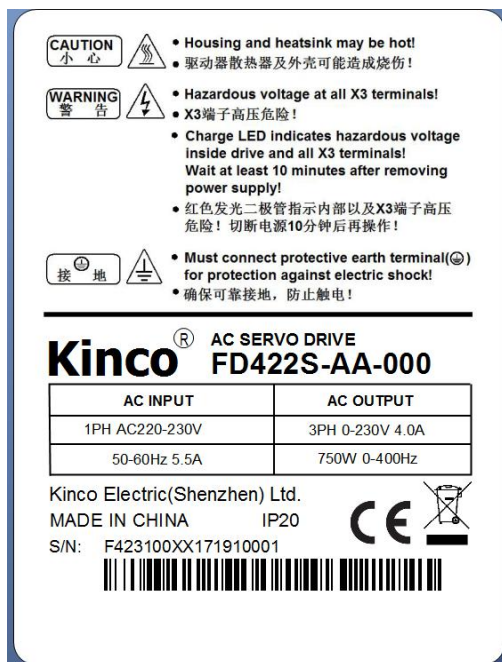 CAUTION
小 心
• Housing and heatsink may be hot!
• 驱动器散热器及外壳可能造成烧伤！
WARNING
警 告
• Hazardous voltage at all X3 terminals!
• X3端子高压危险！
• Charge LED indicates hazardous voltage
inside drive and all X3 terminals!
Wait at least 10 minutes after removing
power supply!
• 红色发光二极管指示内部以及X3端子高压
危险！切断电源10分钟后再操作！
接 地
• Must connect protective earth terminal(⏚)
for protection against electric shock!
• 确保可靠接地，防止触电！
Kinco® AC SERVO DRIVE
FD422S-AA-000
AC INPUT AC OUTPUT
1PH AC220-230V 3PH 0-230V 4.0A
50-60Hz 5.5A 750W 0-400Hz
Kinco Electric(Shenzhen) Ltd.
MADE IN CHINA IP20
CE
S/N: F423100XX171910001